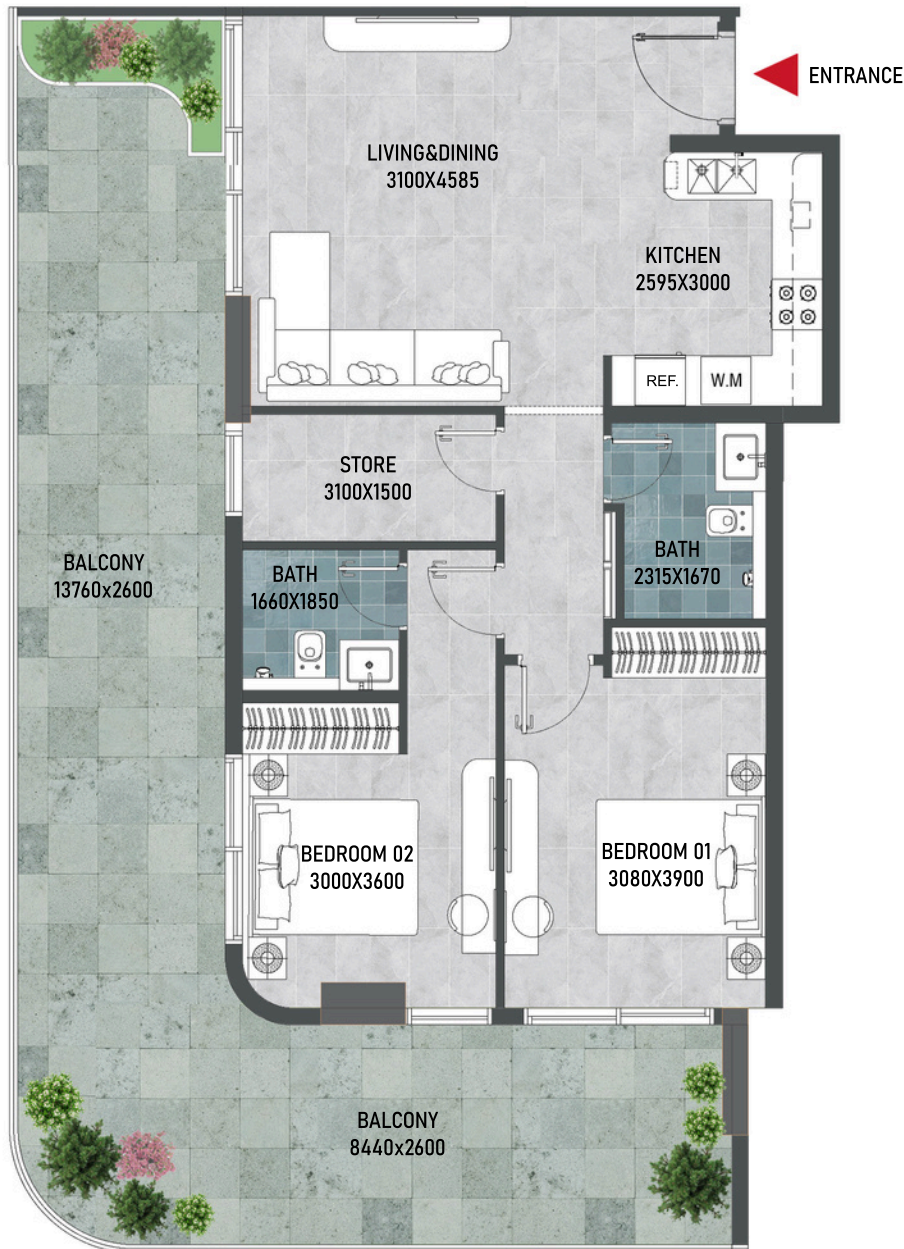 ENTRANCE
LIVING&DINING
3100X4585
KITCHEN
2595X3000
REF.
W.M
STORE
3100X1500
BATH
2315X1670
BALCONY
13760x2600
BATH
1660X1850
BEDROOM 02
3000X3600
BEDROOM 01
3080X3900
BALCONY
8440x2600